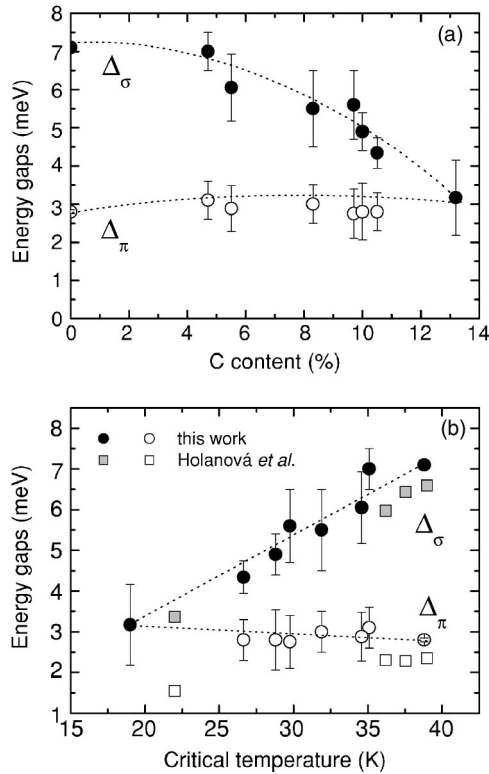 8
7
6
5
4
3
2
1
0
Energy gaps (meV)
(a)
Δσ
Δπ
0 2 4 6 8 10 12 14
C content (%)
8
7
6
5
4
3
2
1
Energy gaps (meV)
(b)
this work
Holanová et al.
Δσ
Δπ
15 20 25 30 35 40
Critical temperature (K)